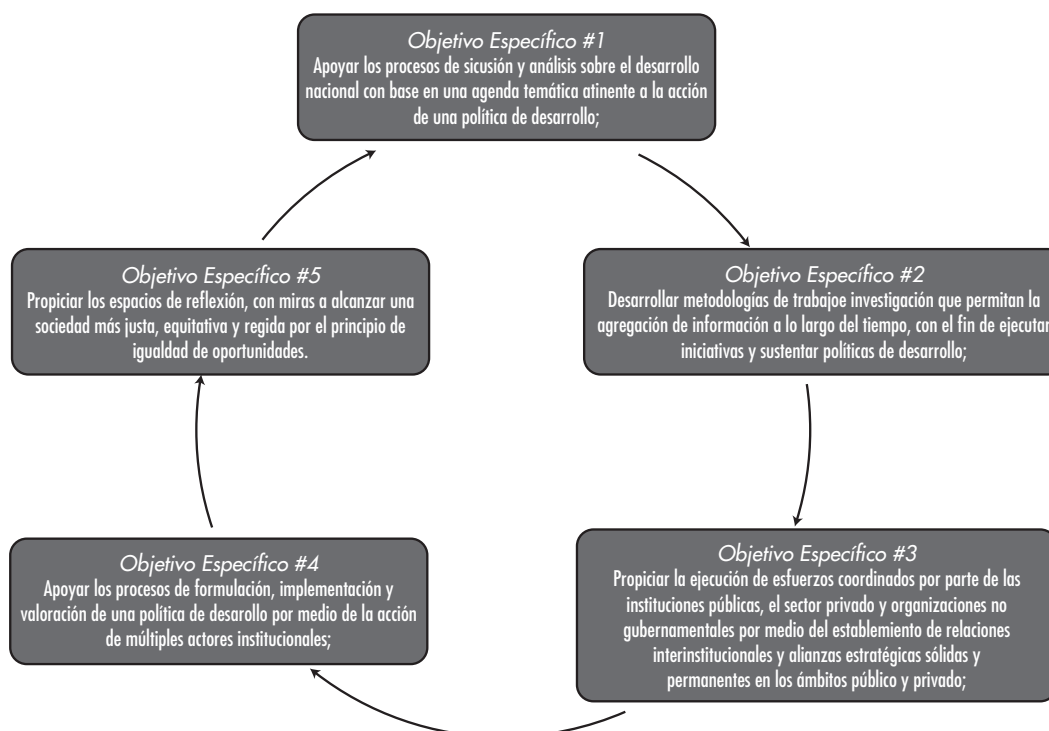 Objetivo Específico #1
Apoyar los procesos de sicusión y análisis sobre el desarrollo
nacional con base en una agenda temática atinente a la acción
de una política de desarrollo;
Objetivo Específico #2
Desarrollar metodologías de trabajoe investigación que permitan la
agregación de información a lo largo del tiempo, con el fin de ejecutar
iniciativas y sustentar políticas de desarrollo;
Objetivo Específico #3
Propiciar la ejecución de esfuerzos coordinados por parte de las
instituciones públicas, el sector privado y organizaciones no
gubernamentales por medio del establemiento de relaciones
interinstitucionales y alianzas estratégicas sólidas y
permanentes en los ámbitos público y privado;
Objetivo Específico #4
Apoyar los procesos de formulación, implementación y
valoración de una política de desarollo por medio de la acción
de múltiples actores institucionales;
Objetivo Específico #5
Propiciar los espacios de reflexión, con miras a alcanzar una
sociedad más justa, equitativa y regida por el principio de
igualdad de oportunidades.